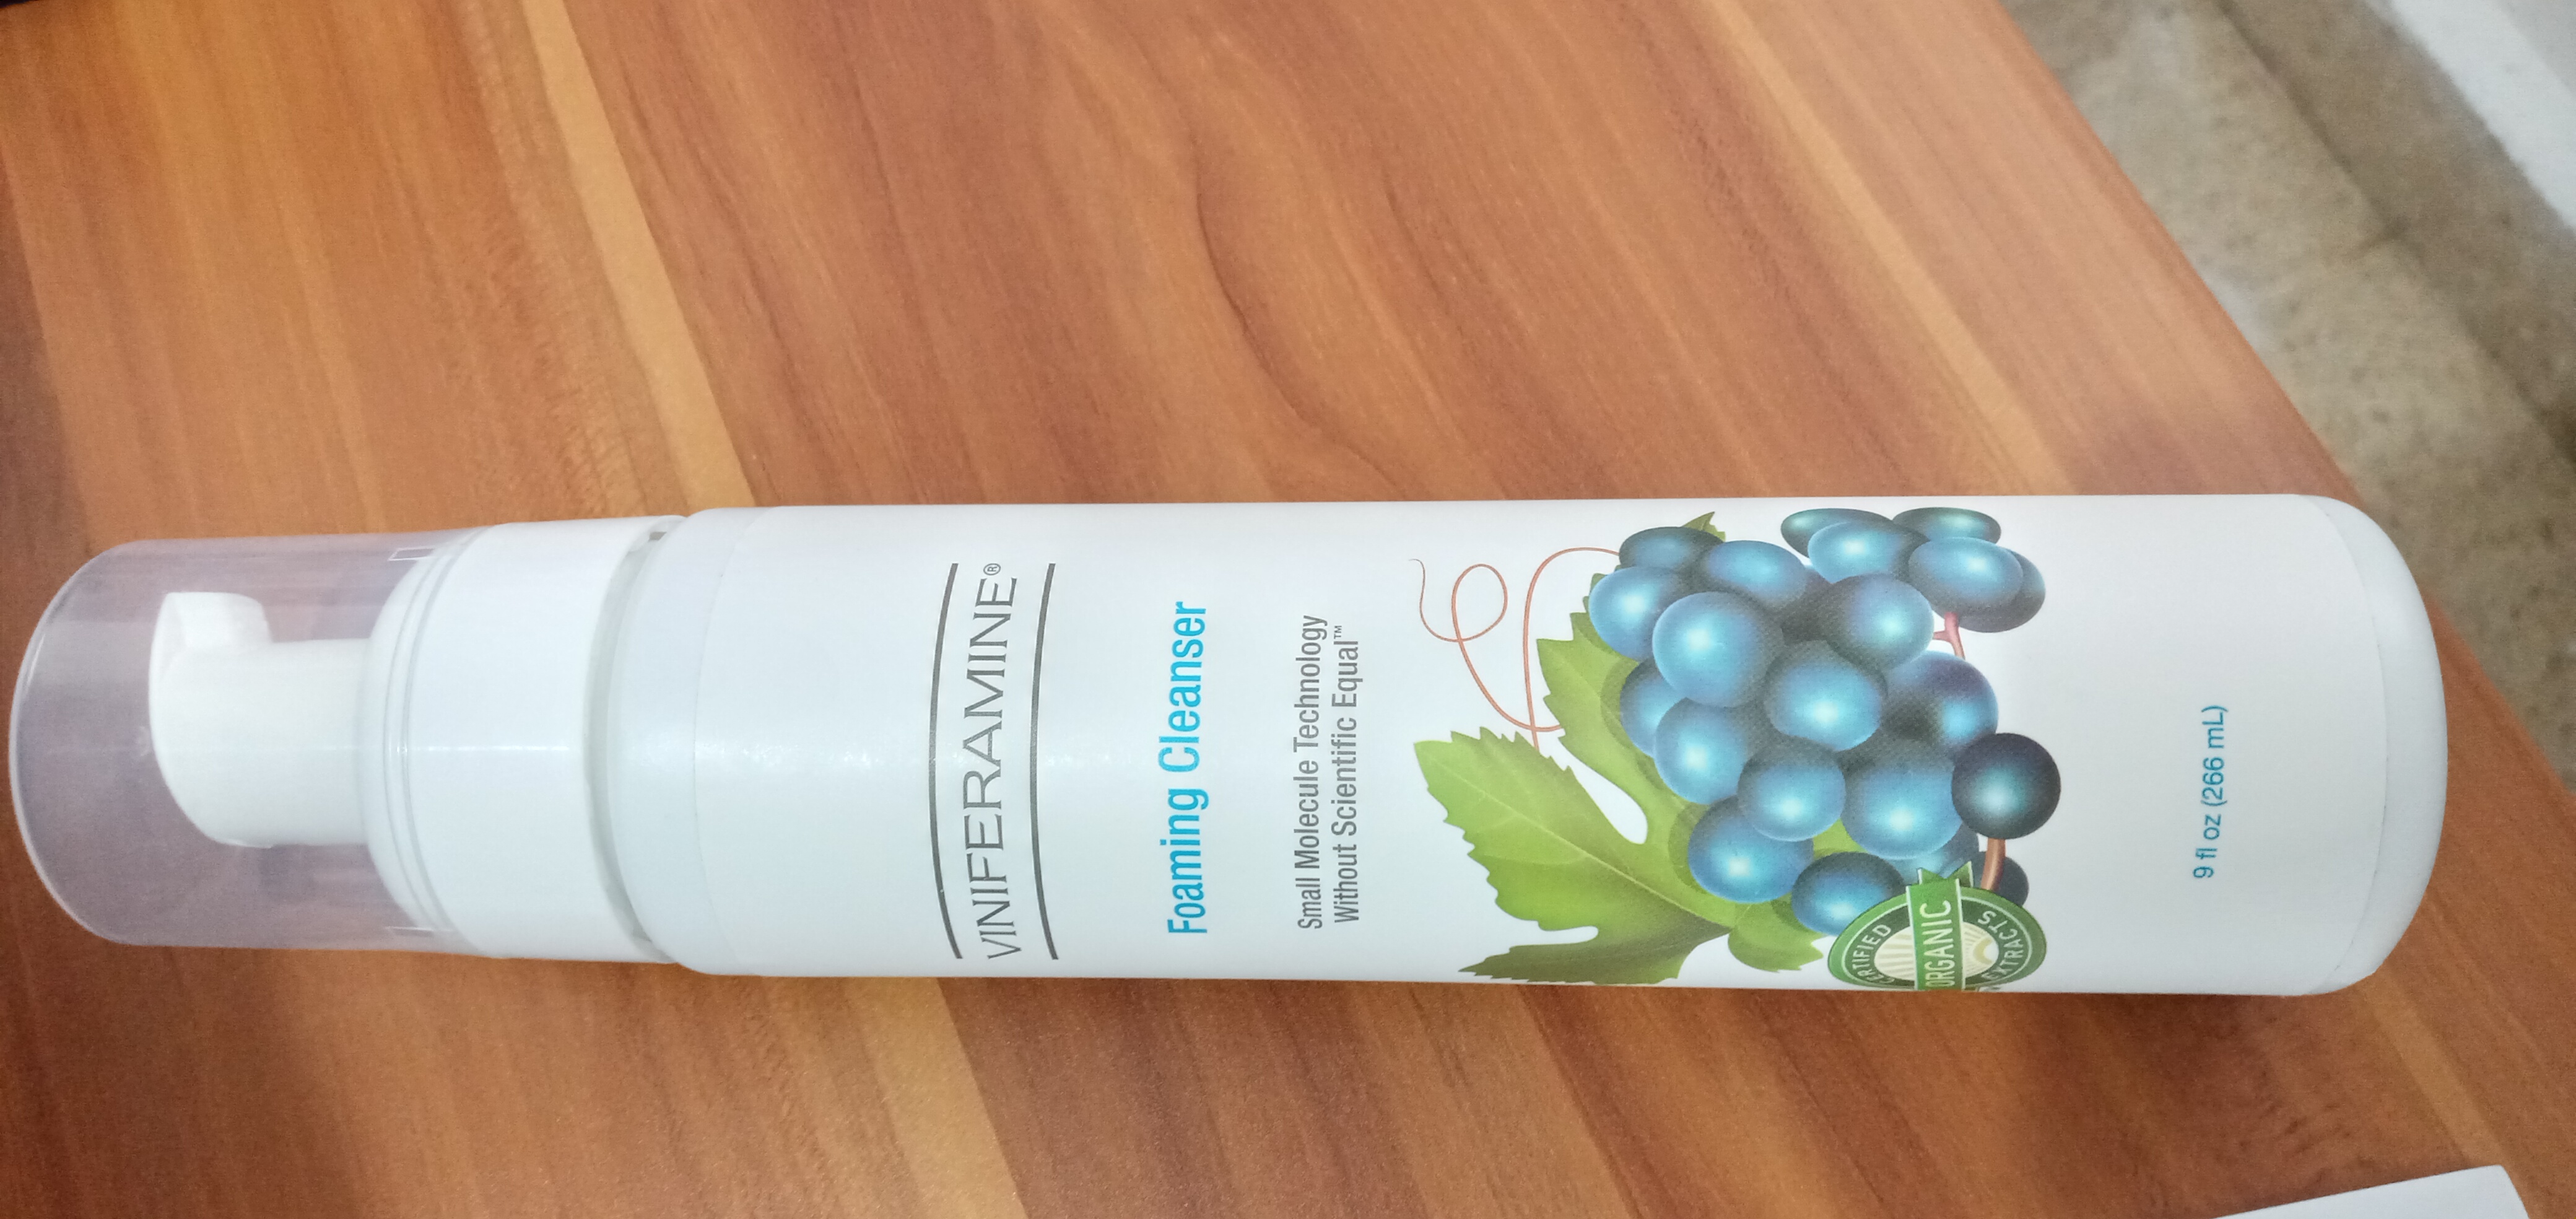 VINIFERAMINE®
Foaming Cleanser
Small Molecule Technology
Without Scientific Equal™
CERTIFIED
ORGANIC
EXTRACTS
9 fl oz (266 mL)